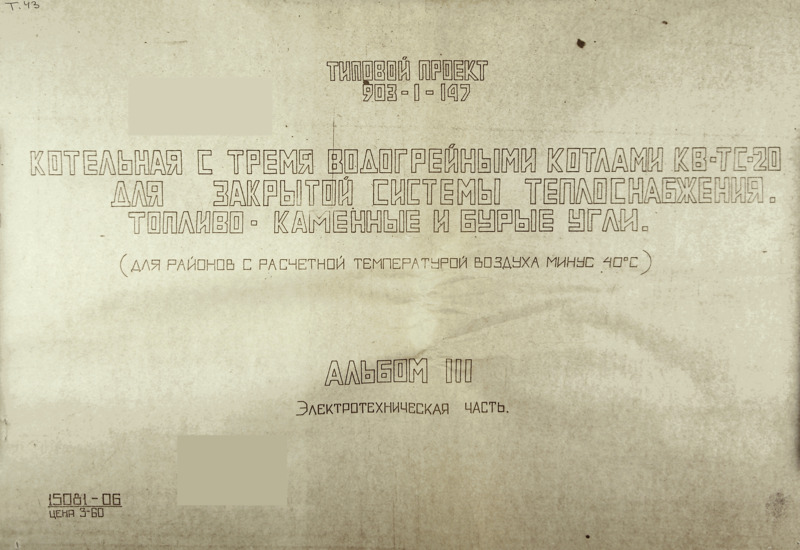 Т.43
ТИПОВОЙ ПРОЕКТ
903-1-147
КОТЕЛЬНАЯ С ТРЕМЯ ВОДОГРЕЙНЫМИ КОТЛАМИ КВ-ТС-20
ДЛЯ ЗАКРЫТОЙ СИСТЕМЫ ТЕПЛОСНАБЖЕНИЯ.
ТОПЛИВО- КАМЕННЫЕ И БУРЫЕ УГЛИ.
(ДЛЯ РАЙОНОВ С РАСЧЕТНОЙ ТЕМПЕРАТУРОЙ ВОЗДУХА МИНУС 40°С)
АЛЬБОМ III
ЭЛЕКТРОТЕХНИЧЕСКАЯ ЧАСТЬ.
15081-06
ЦЕНА 3-60